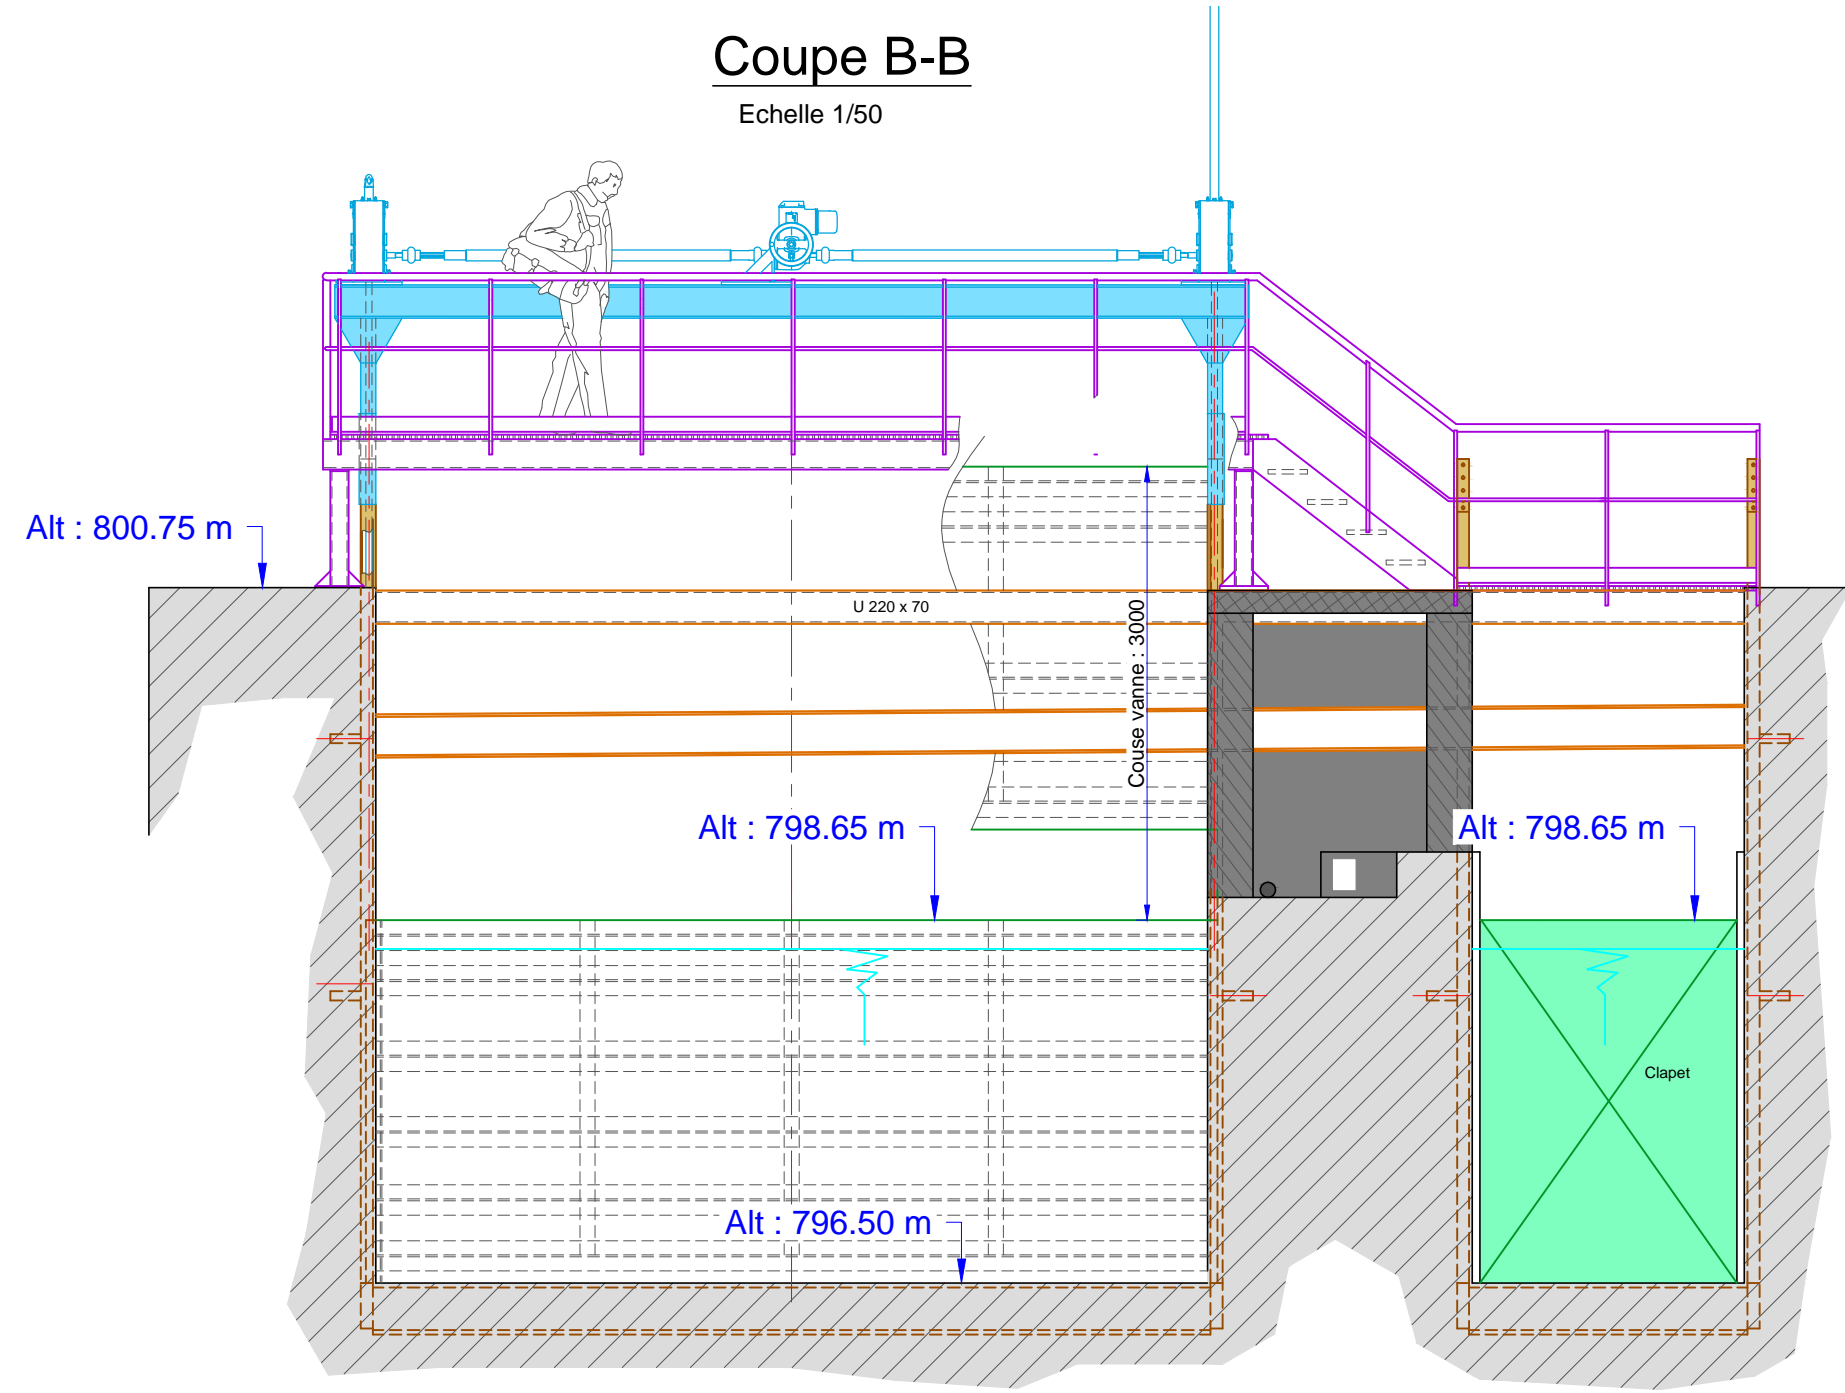 Coupe B-B
Echelle 1/50
Alt : 800.75 m
U 220 x 70
Couse vanne : 3000
Alt : 798.65 m
Alt : 798.65 m
Clapet
Alt : 796.50 m